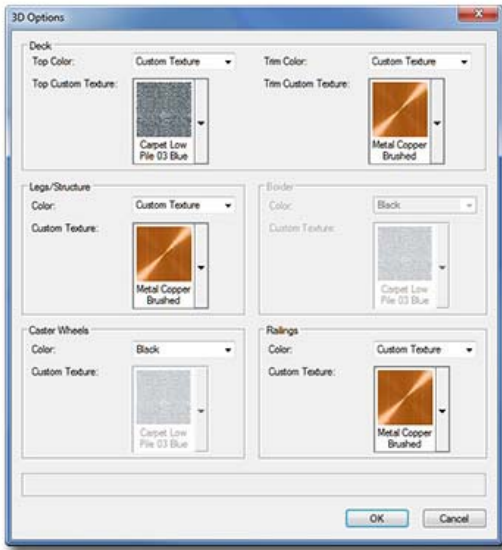 3D Options
Deck
Top Color:
Custom Texture
Trim Color:
Custom Texture
Top Custom Texture:
Carpet Low
Pile 03 Blue
Trim Custom Texture:
Metal Copper
Brushed
Legs/Structure
Color:
Custom Texture
Custom Texture:
Metal Copper
Brushed
Border
Color:
Black
Custom Texture:
Carpet Low
Pile 03 Blue
Caster Wheels
Color:
Black
Custom Texture:
Carpet Low
Pile 03 Blue
Railings
Color:
Custom Texture
Custom Texture:
Metal Copper
Brushed
OK
Cancel